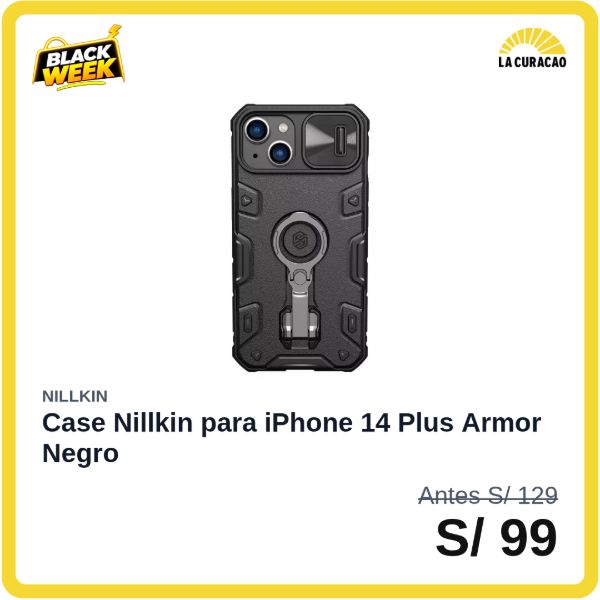 BLACK
WEEK
LA CURACAO
NILLKIN
Case Nillkin para iPhone 14 Plus Armor
Negro
Antes S/ 129
S/ 99